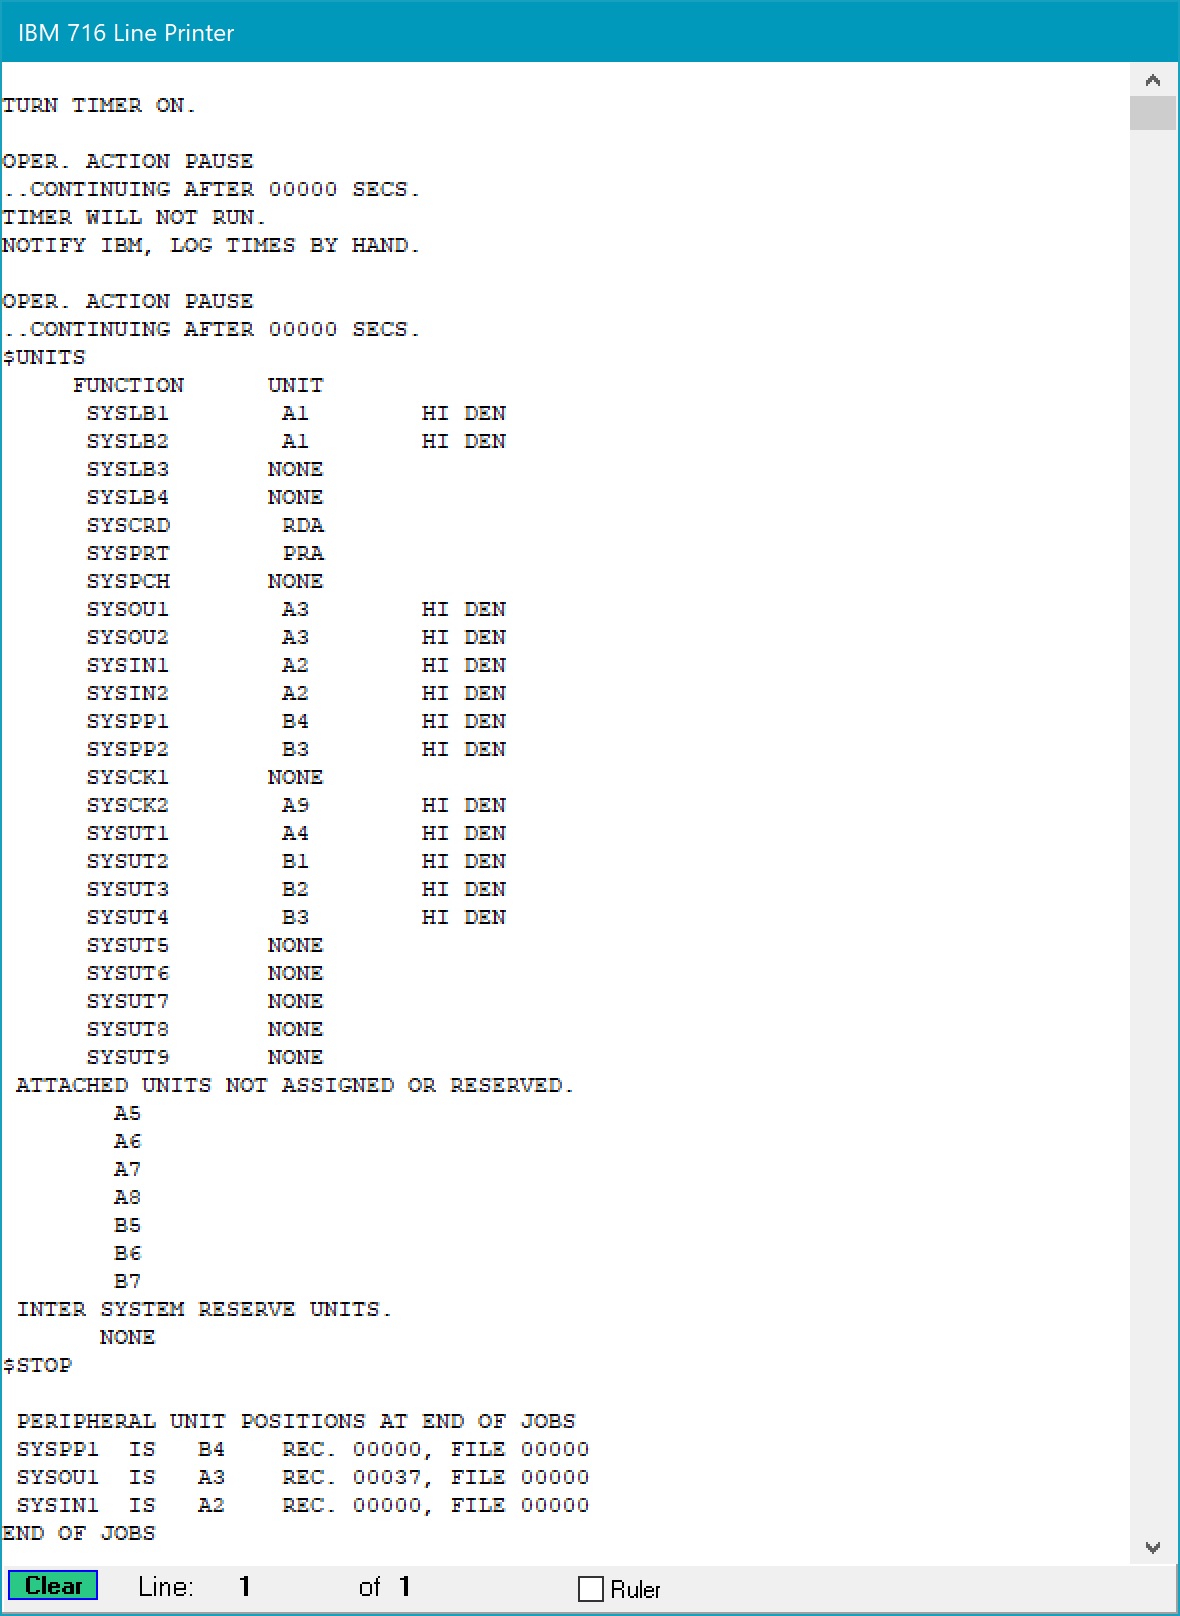 IBM 716 Line Printer
TURN TIMER ON.
OPER. ACTION PAUSE
..CONTINUING AFTER 00000 SECS.
TIMER WILL NOT RUN.
NOTIFY IBM, LOG TIMES BY HAND.
OPER. ACTION PAUSE
..CONTINUING AFTER 00000 SECS.
$UNITS
FUNCTION UNIT
SYSLB1 A1 HI DEN
SYSLB2 A1 HI DEN
SYSLB3 NONE
SYSLB4 NONE
SYSCRD RDA
SYSPRT PRA
SYSPCH NONE
SYSOU1 A3 HI DEN
SYSOU2 A3 HI DEN
SYSIN1 A2 HI DEN
SYSIN2 A2 HI DEN
SYSPP1 B4 HI DEN
SYSPP2 B3 HI DEN
SYSCK1 NONE
SYSCK2 A9 HI DEN
SYSUT1 A4 HI DEN
SYSUT2 B1 HI DEN
SYSUT3 B2 HI DEN
SYSUT4 B3 HI DEN
SYSUT5 NONE
SYSUT6 NONE
SYSUT7 NONE
SYSUT8 NONE
SYSUT9 NONE
ATTACHED UNITS NOT ASSIGNED OR RESERVED.
A5
A6
A7
A8
B5
B6
B7
INTER SYSTEM RESERVE UNITS.
NONE
$STOP
PERIPHERAL UNIT POSITIONS AT END OF JOBS
SYSPP1 IS B4 REC. 00000, FILE 00000
SYSOU1 IS A3 REC. 00037, FILE 00000
SYSIN1 IS A2 REC. 00000, FILE 00000
END OF JOBS
Clear Line: 1 of 1 Ruler